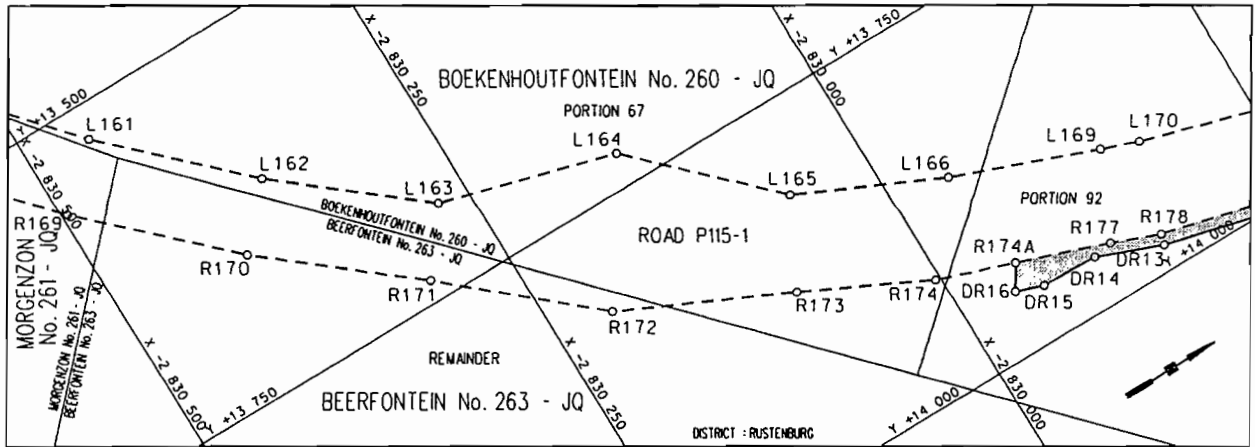 X -2 830 250
X -2 830 000
Y +13 750
BOEKENHOUTFONTEIN No. 260 - JQ
PORTION 67
Y +13 500
L161
L162
L163
L164
L165
L166
L169
L170
X -2 830 500
BOEKENHOUTFONTEIN No. 260 - JQ
BEERFONTEIN No. 263 - JQ
ROAD P115-1
PORTION 92
R169
R170
R171
R172
R173
R174
R174A
R177
R178
DR13
DR14
DR15
DR16
Y +14 000
MORGENZON
No. 261 - JQ
MORGENZON No. 261 - JQ
BEERFONTEIN No. 263 - JQ
X -2 830 500
Y +13 750
REMAINDER
BEERFONTEIN No. 263 - JQ
X -2 830 250
DISTRICT : RUSTENBURG
Y +14 000
X -2 830 000